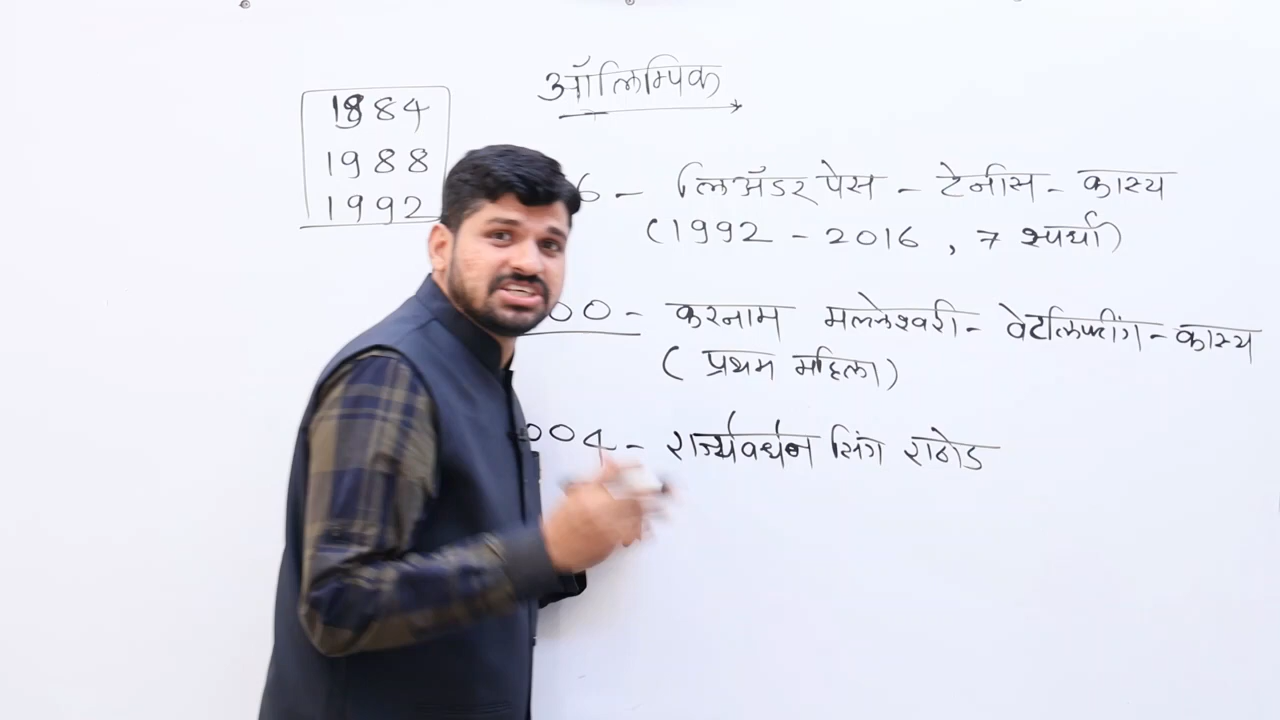 ऑलिम्पिक
1984
1988
1992
6 - लिअँडर पेस - टेनीस - कास्य
(1992 - 2016 , 7 स्पर्धा)
00 - करनाम मल्लेश्वरी - वेटलिफ्टींग - कास्य
( प्रथम महिला )
004 - राज्यवर्धन सिंग राठोड